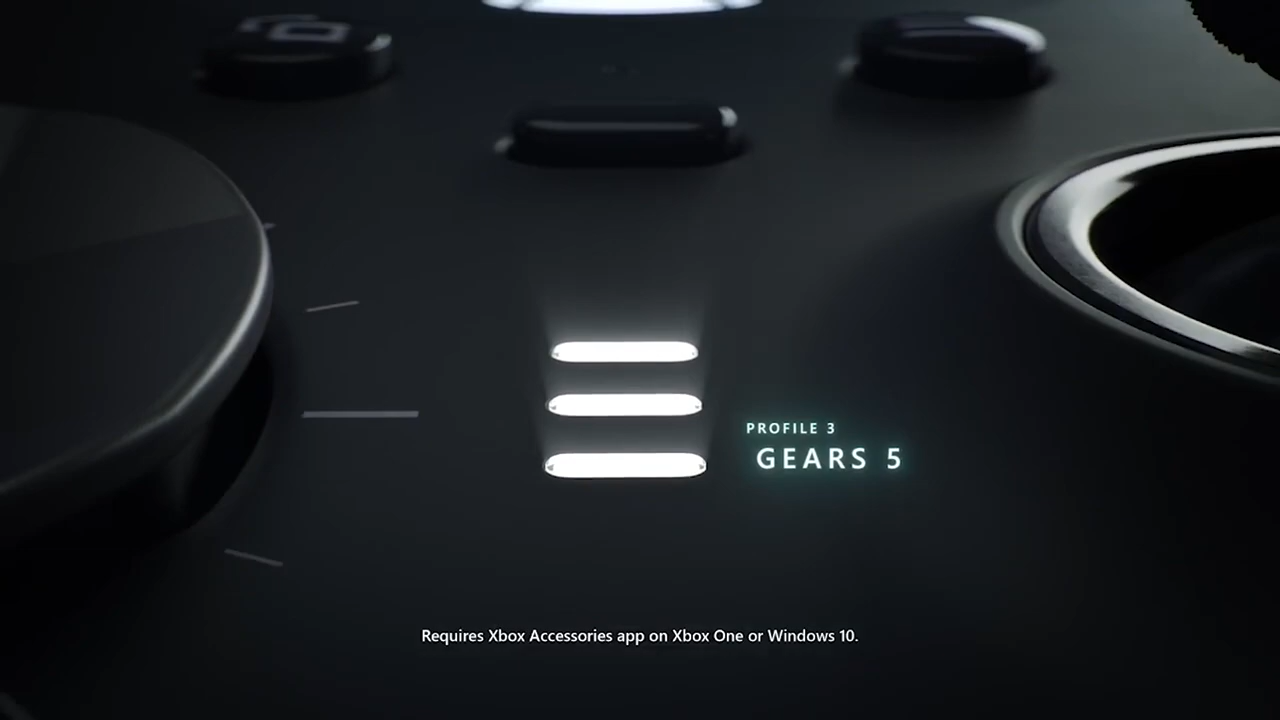 PROFILE 3
GEARS 5
Requires Xbox Accessories app on Xbox One or Windows 10.